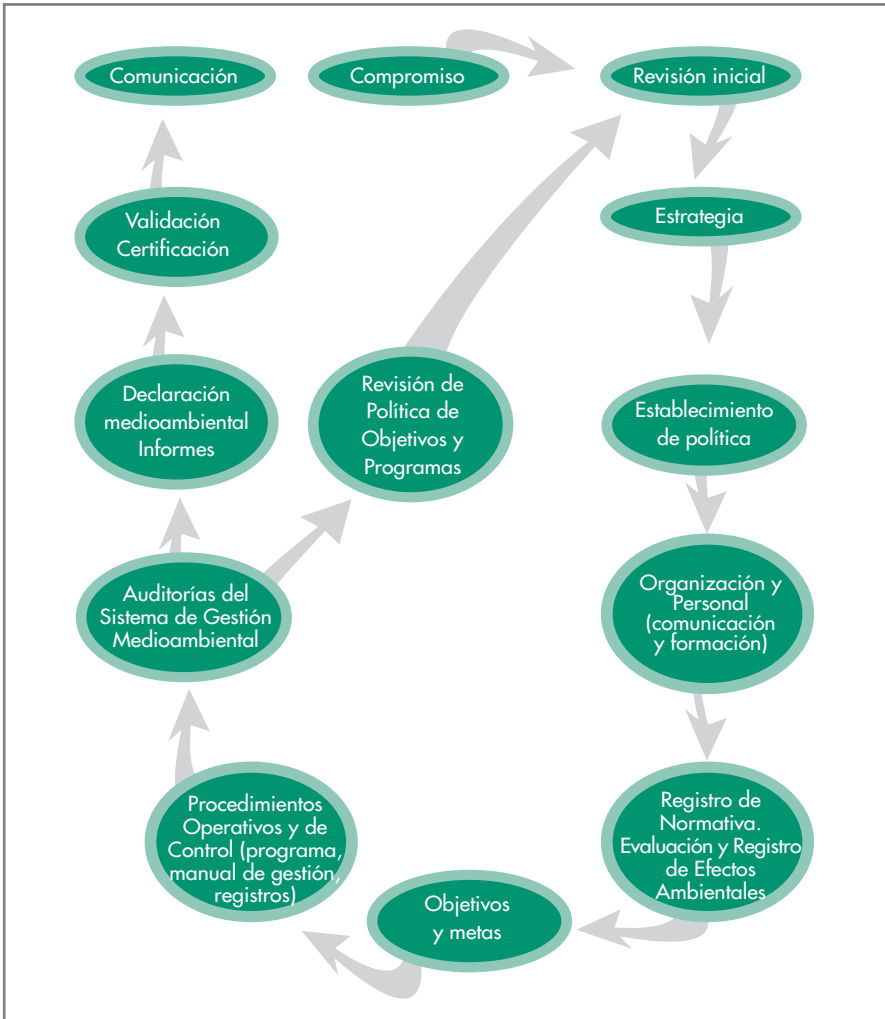 Comunicación
Compromiso
Revisión inicial
Validación
Certificación
Estrategia
Declaración
medioambiental
Informes
Revisión de
Política de
Objetivos y
Programas
Establecimiento
de política
Auditorías del
Sistema de Gestión
Medioambiental
Organización y
Personal
(comunicación
y formación)
Procedimientos
Operativos y de
Control (programa,
manual de gestión,
registros)
Objetivos
y metas
Registro de
Normativa.
Evaluación y Registro
de Efectos
Ambientales